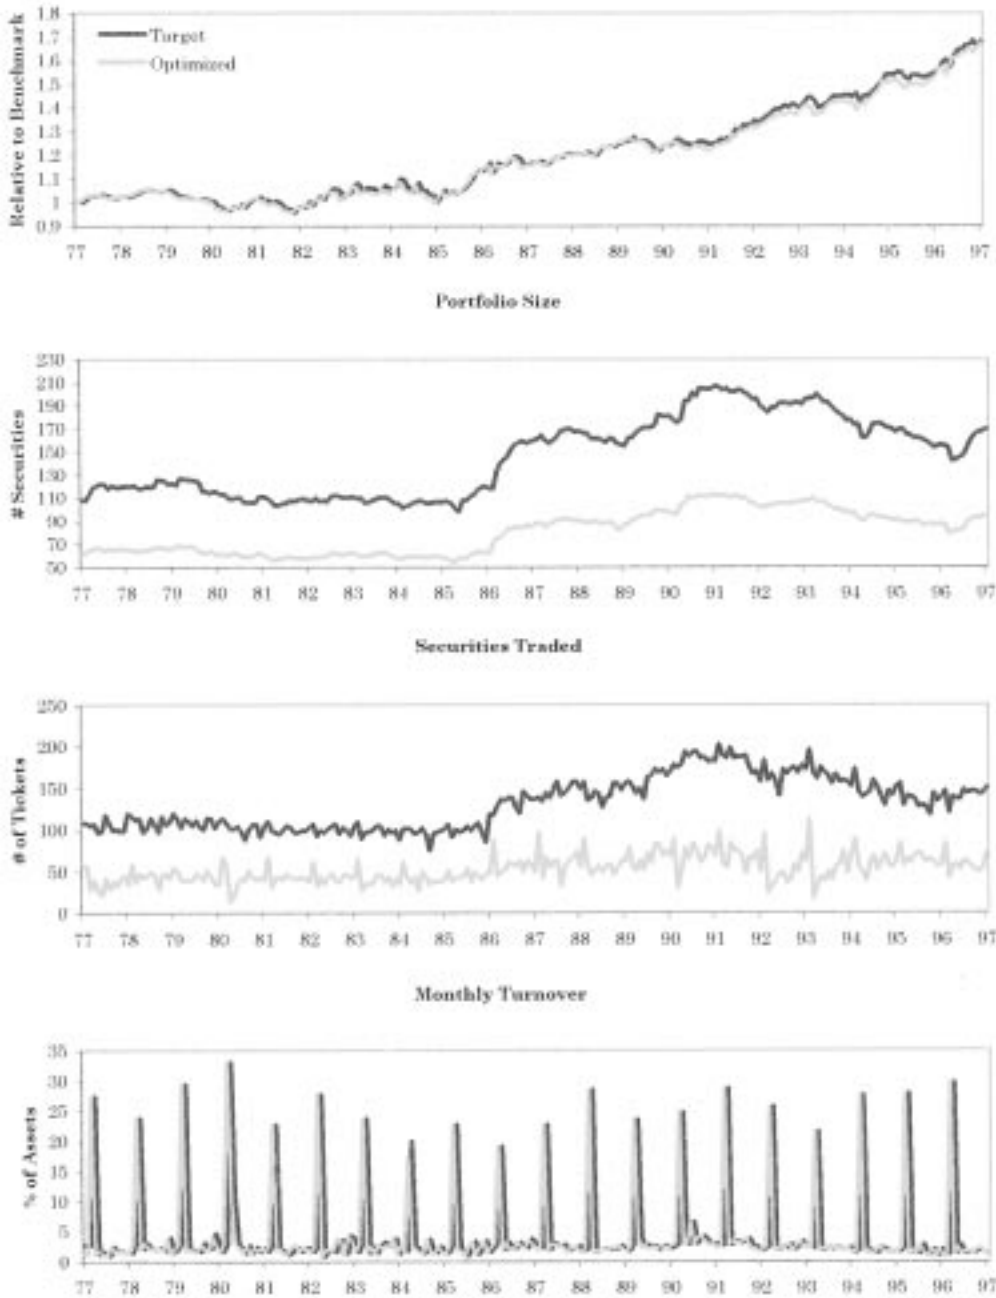 Relative to Benchmark
1.8
1.7
1.6
1.5
1.4
1.3
1.2
1.1
1
0.9
Target
Optimized
77 78 79 80 81 82 83 84 85 86 87 88 89 90 91 92 93 94 95 96 97
Portfolio Size
#Securities
230
210
190
170
150
130
110
90
70
50
77 78 79 80 81 82 83 84 85 86 87 88 89 90 91 92 93 94 95 96 97
Securities Traded
# of Tickets
250
200
150
100
50
0
77 78 79 80 81 82 83 84 85 86 87 88 89 90 91 92 93 94 95 96 97
Monthly Turnover
% of Assets
35
30
25
20
15
10
5
0
77 78 79 80 81 82 83 84 85 86 87 88 89 90 91 92 93 94 95 96 97